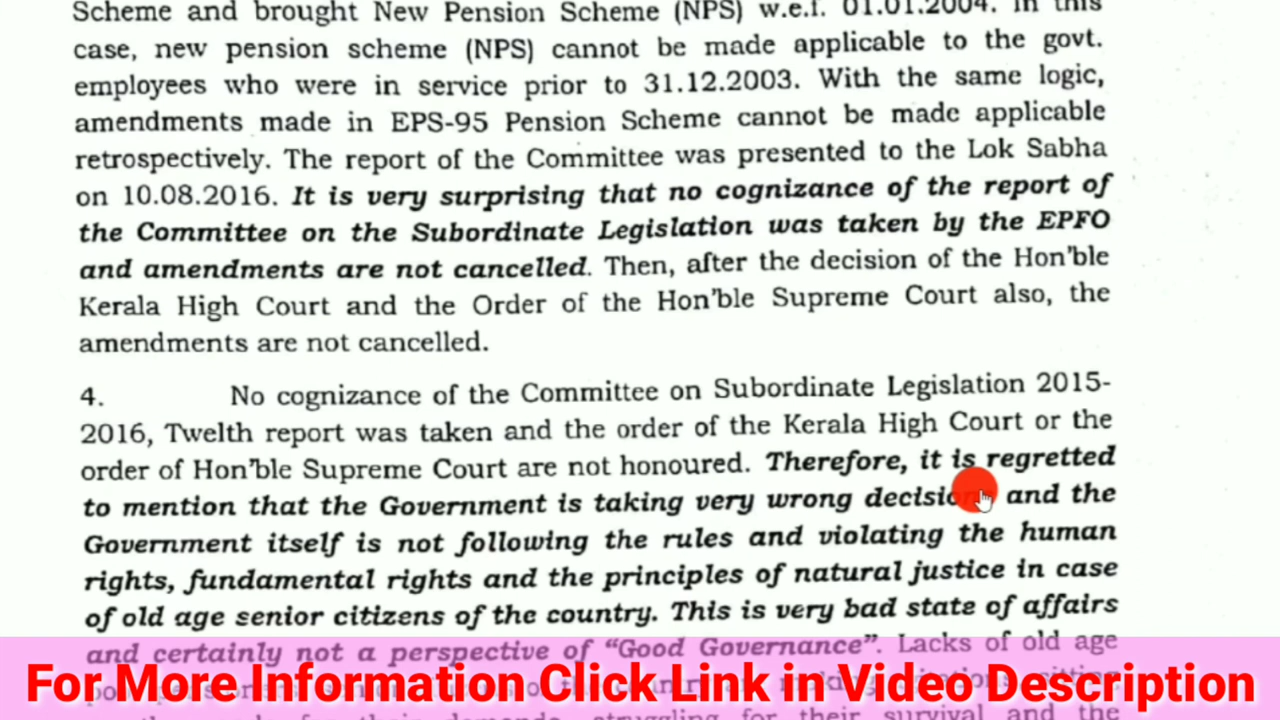 Scheme and brought New Pension Scheme (NPS) w.e.f. 01.01.2004. In this
case, new pension scheme (NPS) cannot be made applicable to the govt.
employees who were in service prior to 31.12.2003. With the same logic,
amendments made in EPS-95 Pension Scheme cannot be made applicable
retrospectively. The report of the Committee was presented to the Lok Sabha
on 10.08.2016. It is very surprising that no cognizance of the report of
the Committee on the Subordinate Legislation was taken by the EPFO
and amendments are not cancelled. Then, after the decision of the Hon'ble
Kerala High Court and the Order of the Hon'ble Supreme Court also, the
amendments are not cancelled.
4. No cognizance of the Committee on Subordinate Legislation 2015-
2016, Twelth report was taken and the order of the Kerala High Court or the
order of Hon'ble Supreme Court are not honoured. Therefore, it is regretted
to mention that the Government is taking very wrong and the
Government itself is not following the rules and violating the human
rights, fundamental rights and the principles of natural justice in case
of old age senior citizens of the country. This is very bad state of affairs
and certainly not a perspective of "Good Governance". Lacks of old age
For More Information Click Link in Video Description
for their demands, struggling for their survival and the